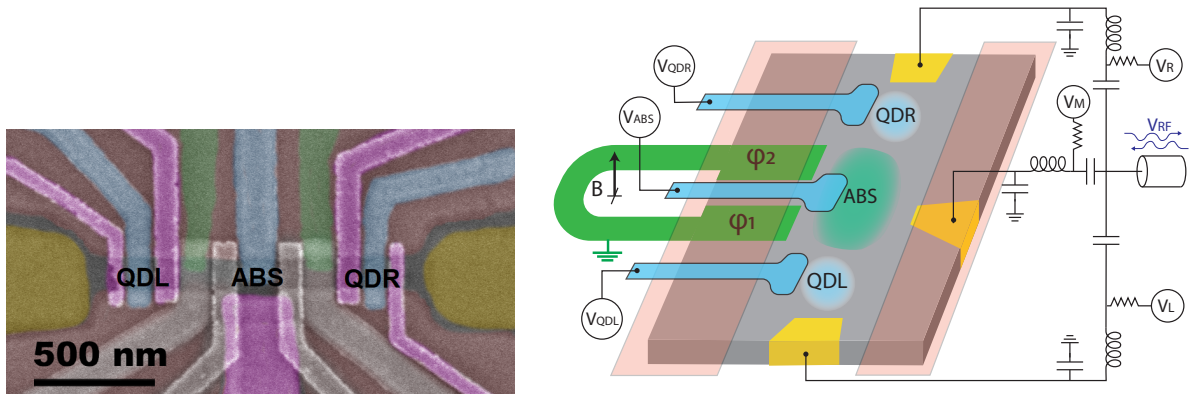 QDL ABS QDR
500 nm
VQDR
VABS
B
φ2
φ1
VQDL
QDR
ABS
QDL
VR
VM
VRF
VL